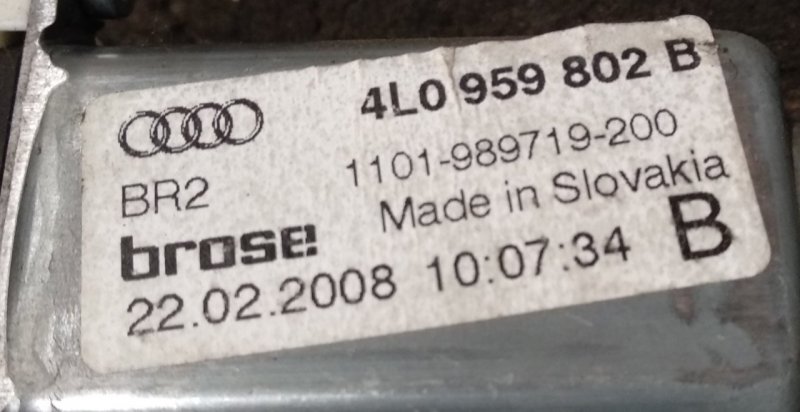 4L0 959 802 B
1101-989719-200
BR2
Made in Slovakia
brose
22.02.2008 10:07:34 B